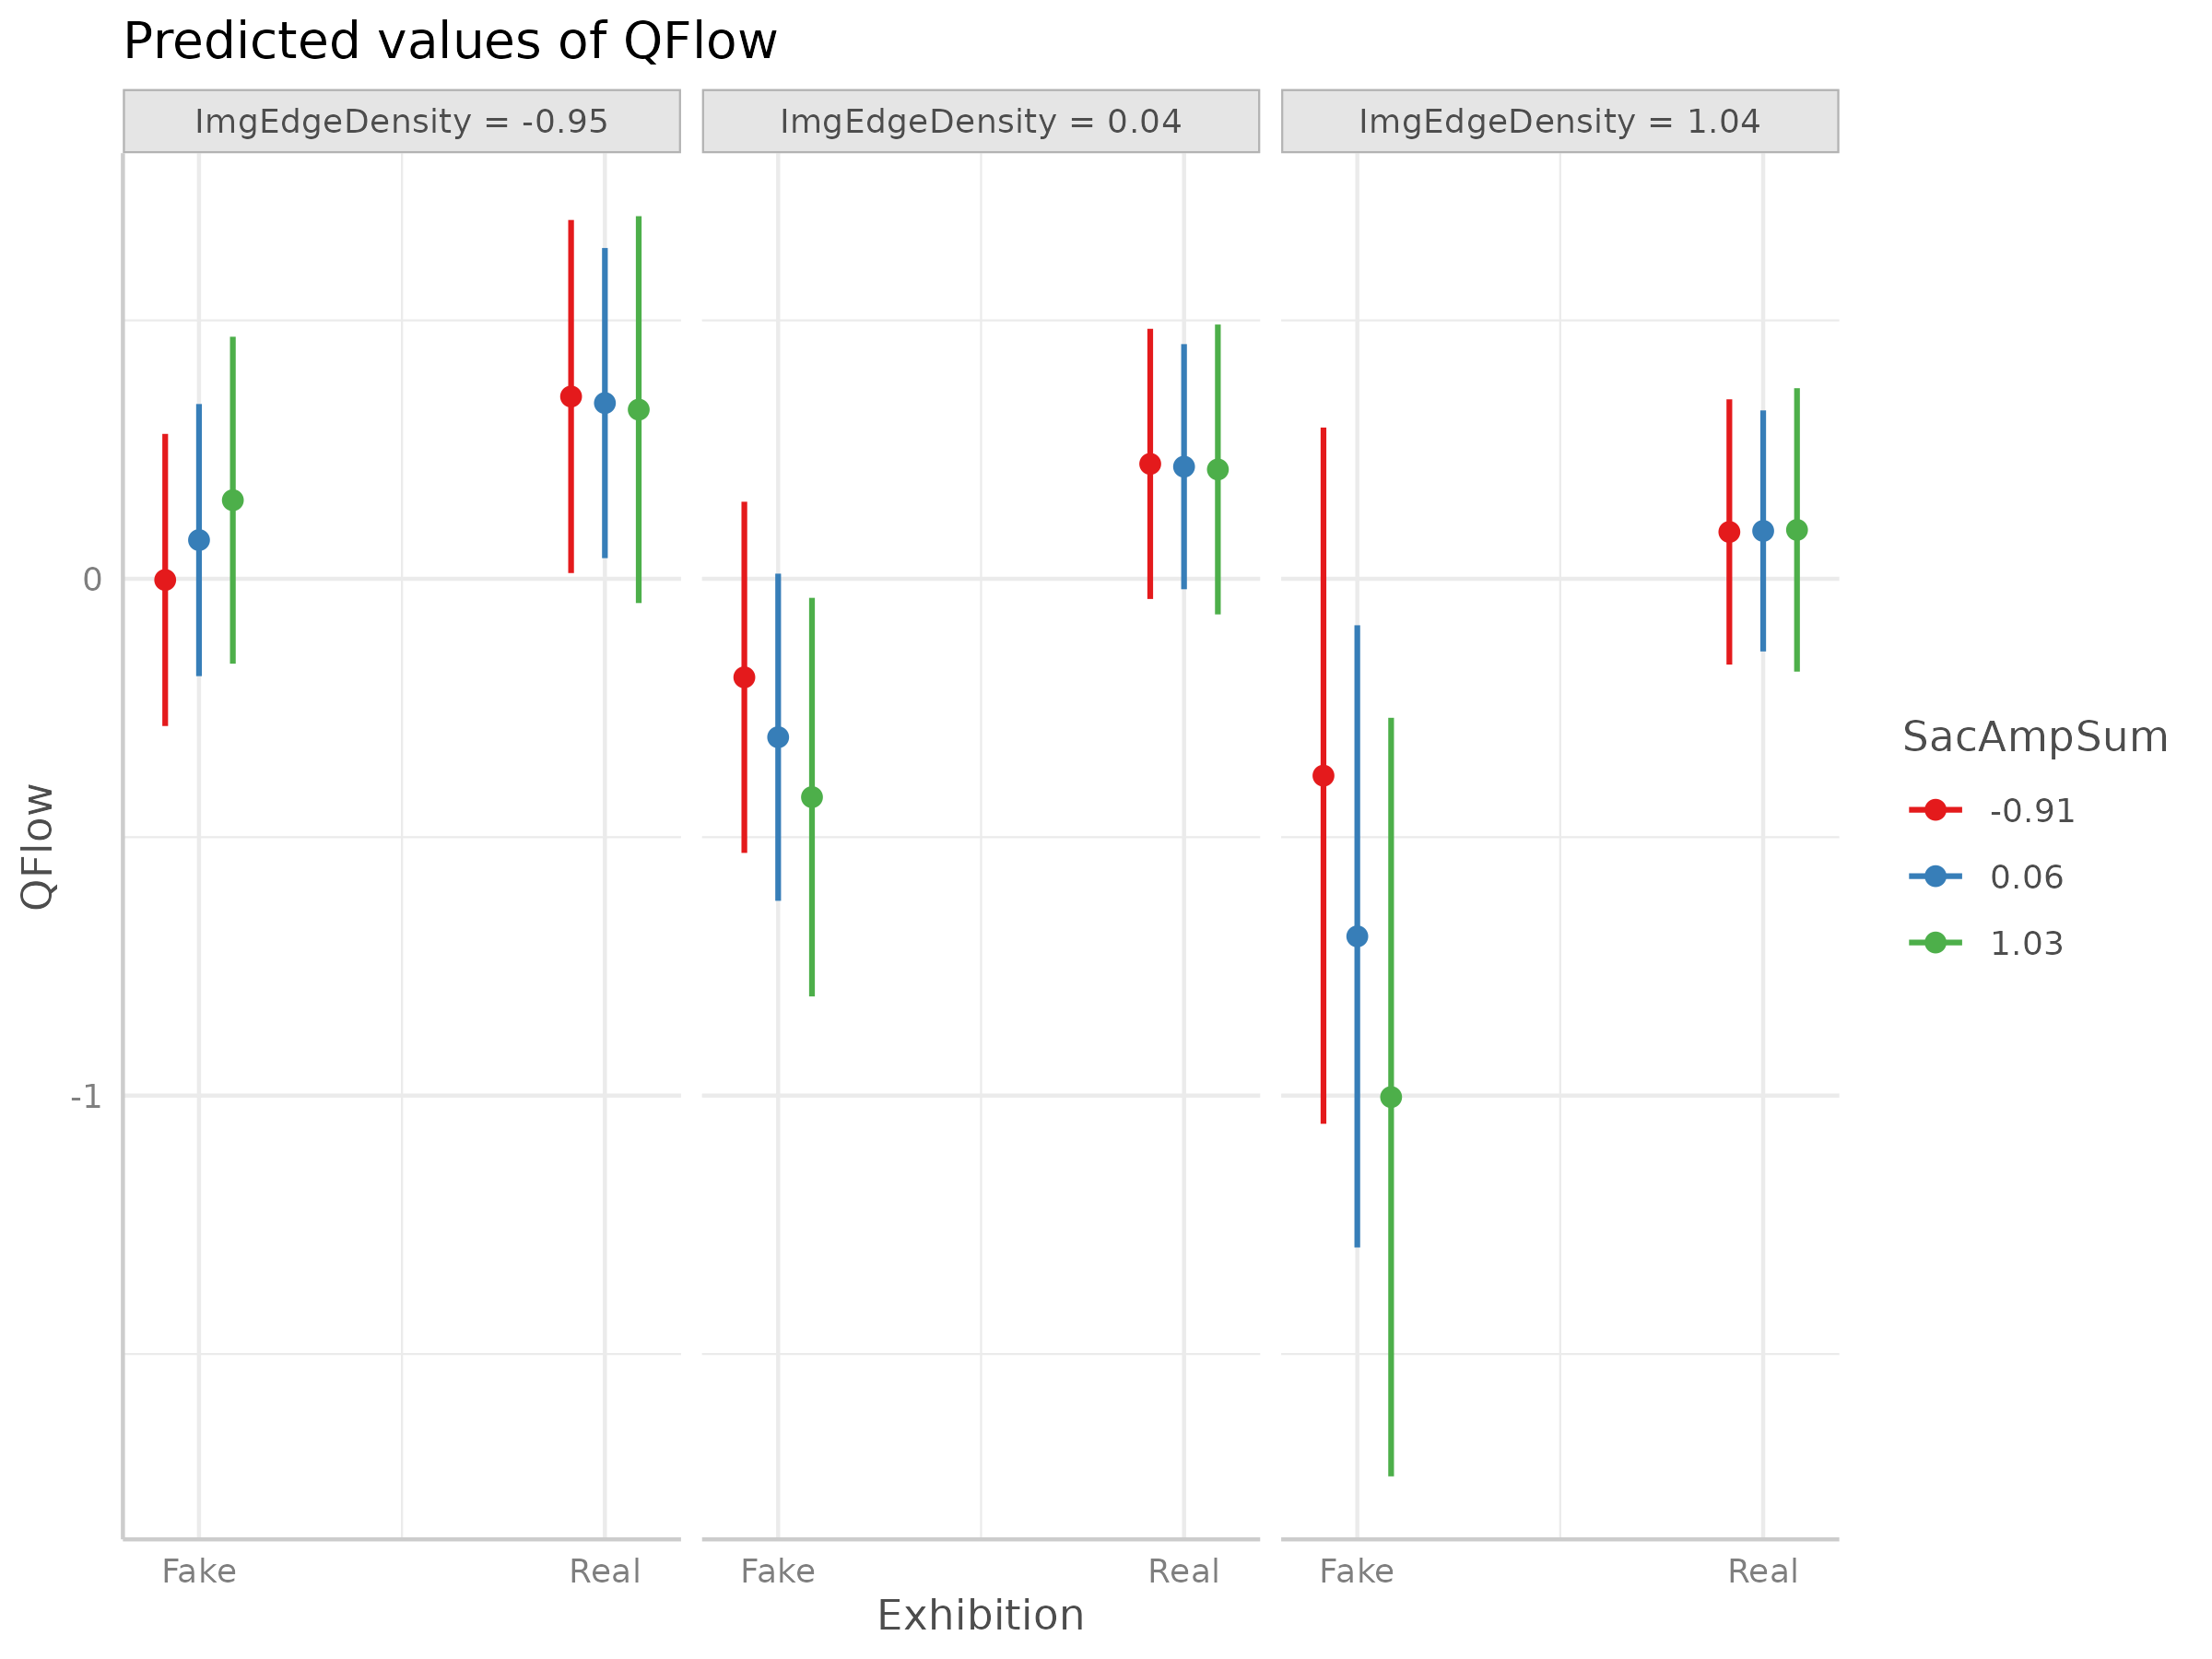 Predicted values of QFlow
ImgEdgeDensity = -0.95
ImgEdgeDensity = 0.04
ImgEdgeDensity = 1.04
QFlow
0
-1
Fake
Real
Fake
Real
Fake
Real
Exhibition
SacAmpSum
-0.91
0.06
1.03